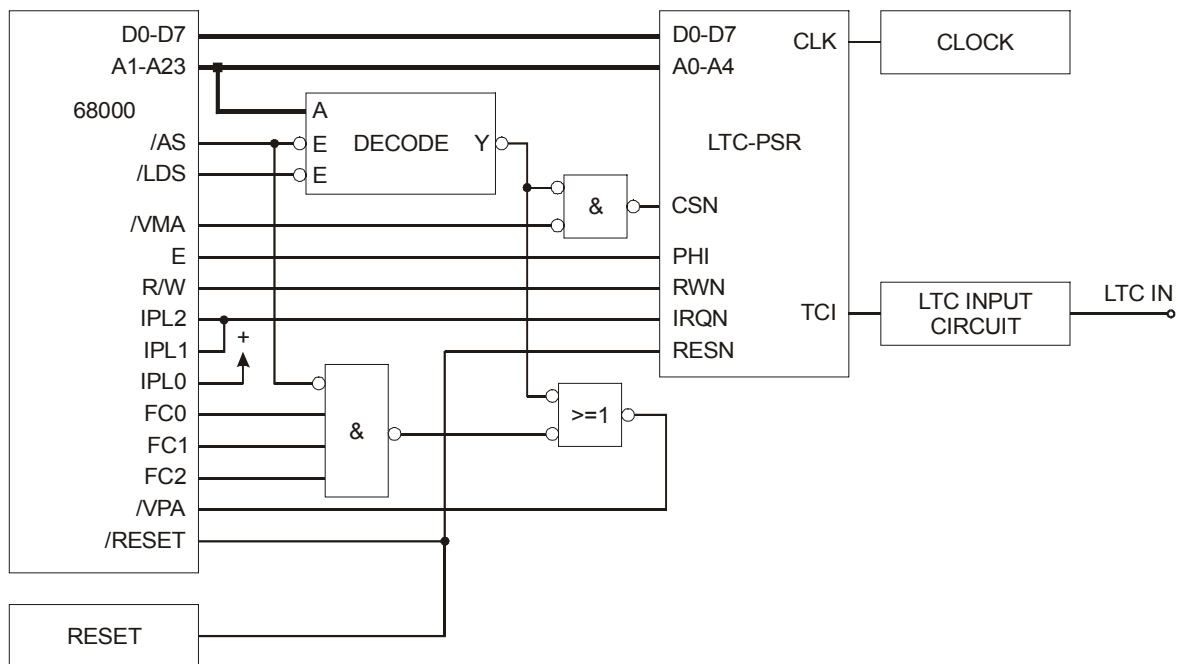 D0-D7
A1-A23
68000
/AS
/LDS
/VMA
E
R/W
IPL2
IPL1
IPL0
FC0
FC1
FC2
/VPA
/RESET
RESET
+
A
E
E
DECODE
Y
&
&
>=1
D0-D7
A0-A4
LTC-PSR
CSN
PHI
RWN
IRQN
RESN
CLK
TCI
CLOCK
LTC INPUT
CIRCUIT
LTC IN